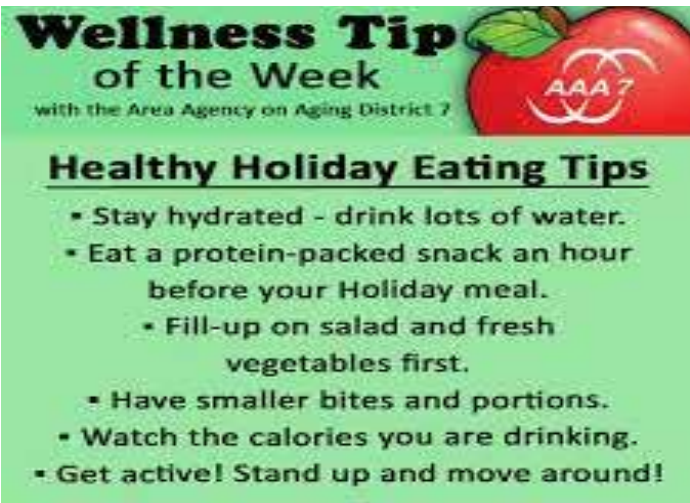 Wellness Tip
of the Week
with the Area Agency on Aging District 7
AAA7
Healthy Holiday Eating Tips
▪ Stay hydrated - drink lots of water.
▪ Eat a protein-packed snack an hour
before your Holiday meal.
▪ Fill-up on salad and fresh
vegetables first.
▪ Have smaller bites and portions.
▪ Watch the calories you are drinking.
▪ Get active! Stand up and move around!